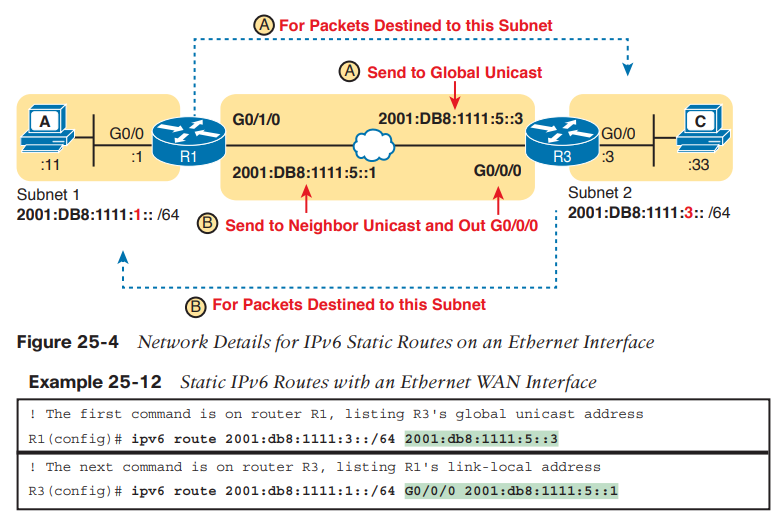 A For Packets Destined to this Subnet
A Send to Global Unicast
A
G0/0
:1
:11
R1
G0/1/0
2001:DB8:1111:5::1
2001:DB8:1111:5::3
G0/0/0
R3
G0/0
:3
C
:33
Subnet 1
2001:DB8:1111:1:: /64
Subnet 2
2001:DB8:1111:3:: /64
B Send to Neighbor Unicast and Out G0/0/0
B For Packets Destined to this Subnet
Figure 25-4 Network Details for IPv6 Static Routes on an Ethernet Interface
Example 25-12 Static IPv6 Routes with an Ethernet WAN Interface
! The first command is on router R1, listing R3's global unicast address
R1(config)# ipv6 route 2001:db8:1111:3::/64 2001:db8:1111:5::3
! The next command is on router R3, listing R1's link-local address
R3(config)# ipv6 route 2001:db8:1111:1::/64 G0/0/0 2001:db8:1111:5::1